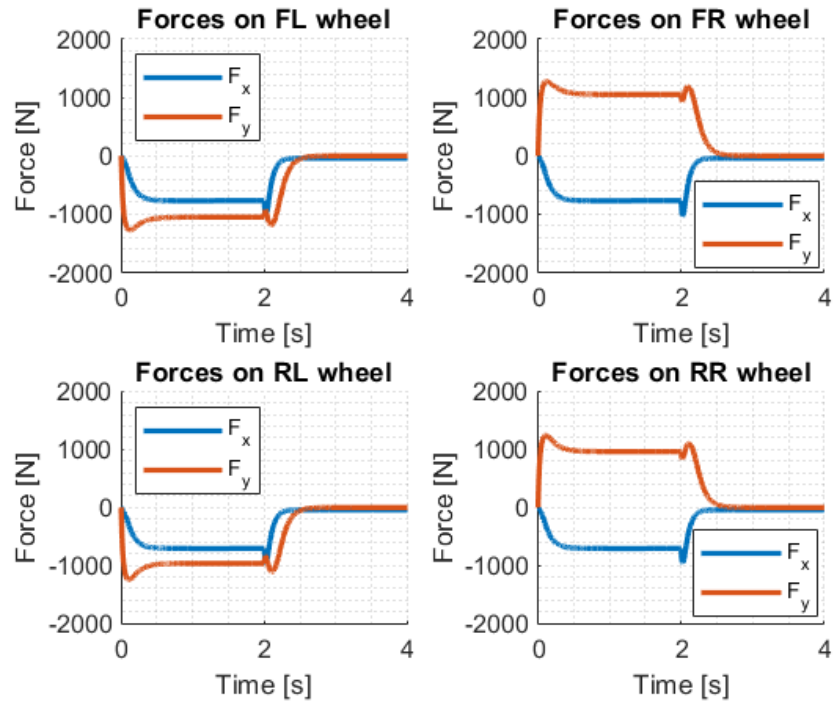 Forces on FL wheel
2000
1000
0
-1000
-2000
Force [N]
F_x
F_y
0
2
4
Time [s]
Forces on FR wheel
2000
1000
0
-1000
-2000
Force [N]
F_x
F_y
0
2
4
Time [s]
Forces on RL wheel
2000
1000
0
-1000
-2000
Force [N]
F_x
F_y
0
2
4
Time [s]
Forces on RR wheel
2000
1000
0
-1000
-2000
Force [N]
F_x
F_y
0
2
4
Time [s]